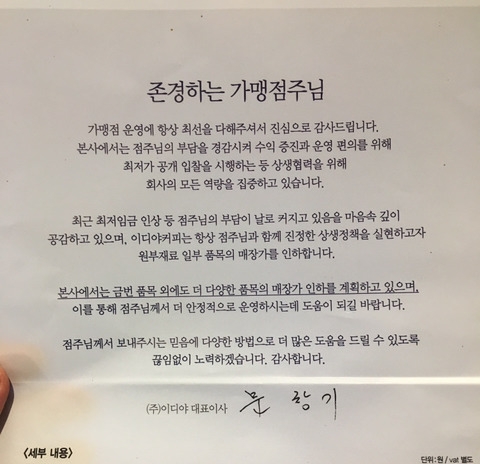 존경하는 가맹점주님
가맹점 운영에 항상 최선을 다해주셔서 진심으로 감사드립니다.
본사에서는 점주님의 부담을 경감시켜 수익 증진과 운영 편의를 위해
최저가 공개 입찰을 시행하는 등 상생협력을 위해
회사의 모든 역량을 집중하고 있습니다.
최근 최저임금 인상 등 점주님의 부담이 날로 커지고 있음을 마음속 깊이
공감하고 있으며, 이디야커피는 항상 점주님과 함께 진정한 상생정책을 실현하고자
원부재료 일부 품목의 매장가를 인하합니다.
본사에서는 금번 품목 외에도 더 다양한 품목의 매장가 인하를 계획하고 있으며,
이를 통해 점주님께서 더 안정적으로 운영하시는데 도움이 되길 바랍니다.
점주님께서 보내주시는 믿음에 다양한 방법으로 더 많은 도움을 드릴 수 있도록
끊임없이 노력하겠습니다. 감사합니다.
(주)이디야 대표이사 문 창 기
〈세부 내용〉
단위:원 / vat 별도